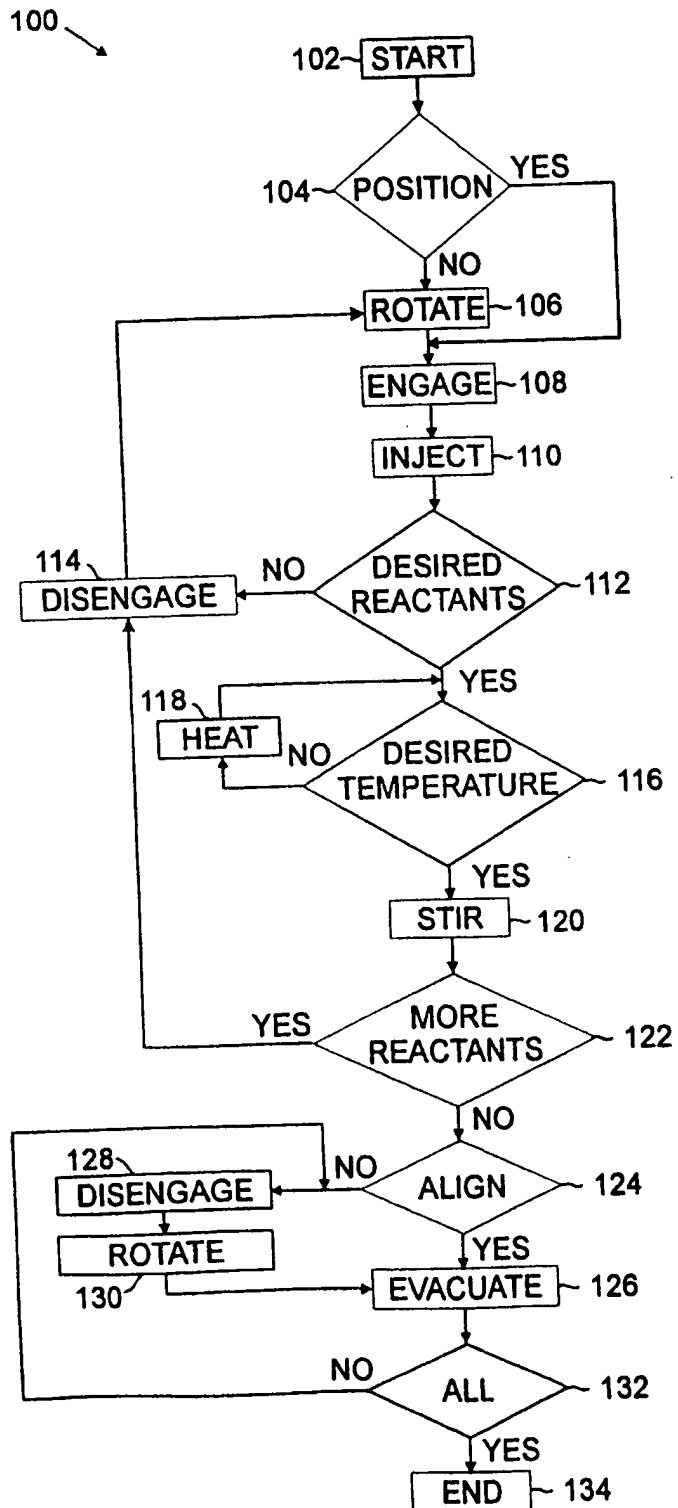 100
102 START
104 POSITION YES
NO
ROTATE 106
ENGAGE 108
INJECT 110
114 NO DESIRED
REACTANTS 112
DISENGAGE
YES
118
HEAT NO DESIRED
TEMPERATURE 116
YES
STIR 120
YES MORE
REACTANTS 122
NO
128 NO ALIGN 124
DISENGAGE
YES
ROTATE
130
EVACUATE 126
NO ALL 132
YES
END 134